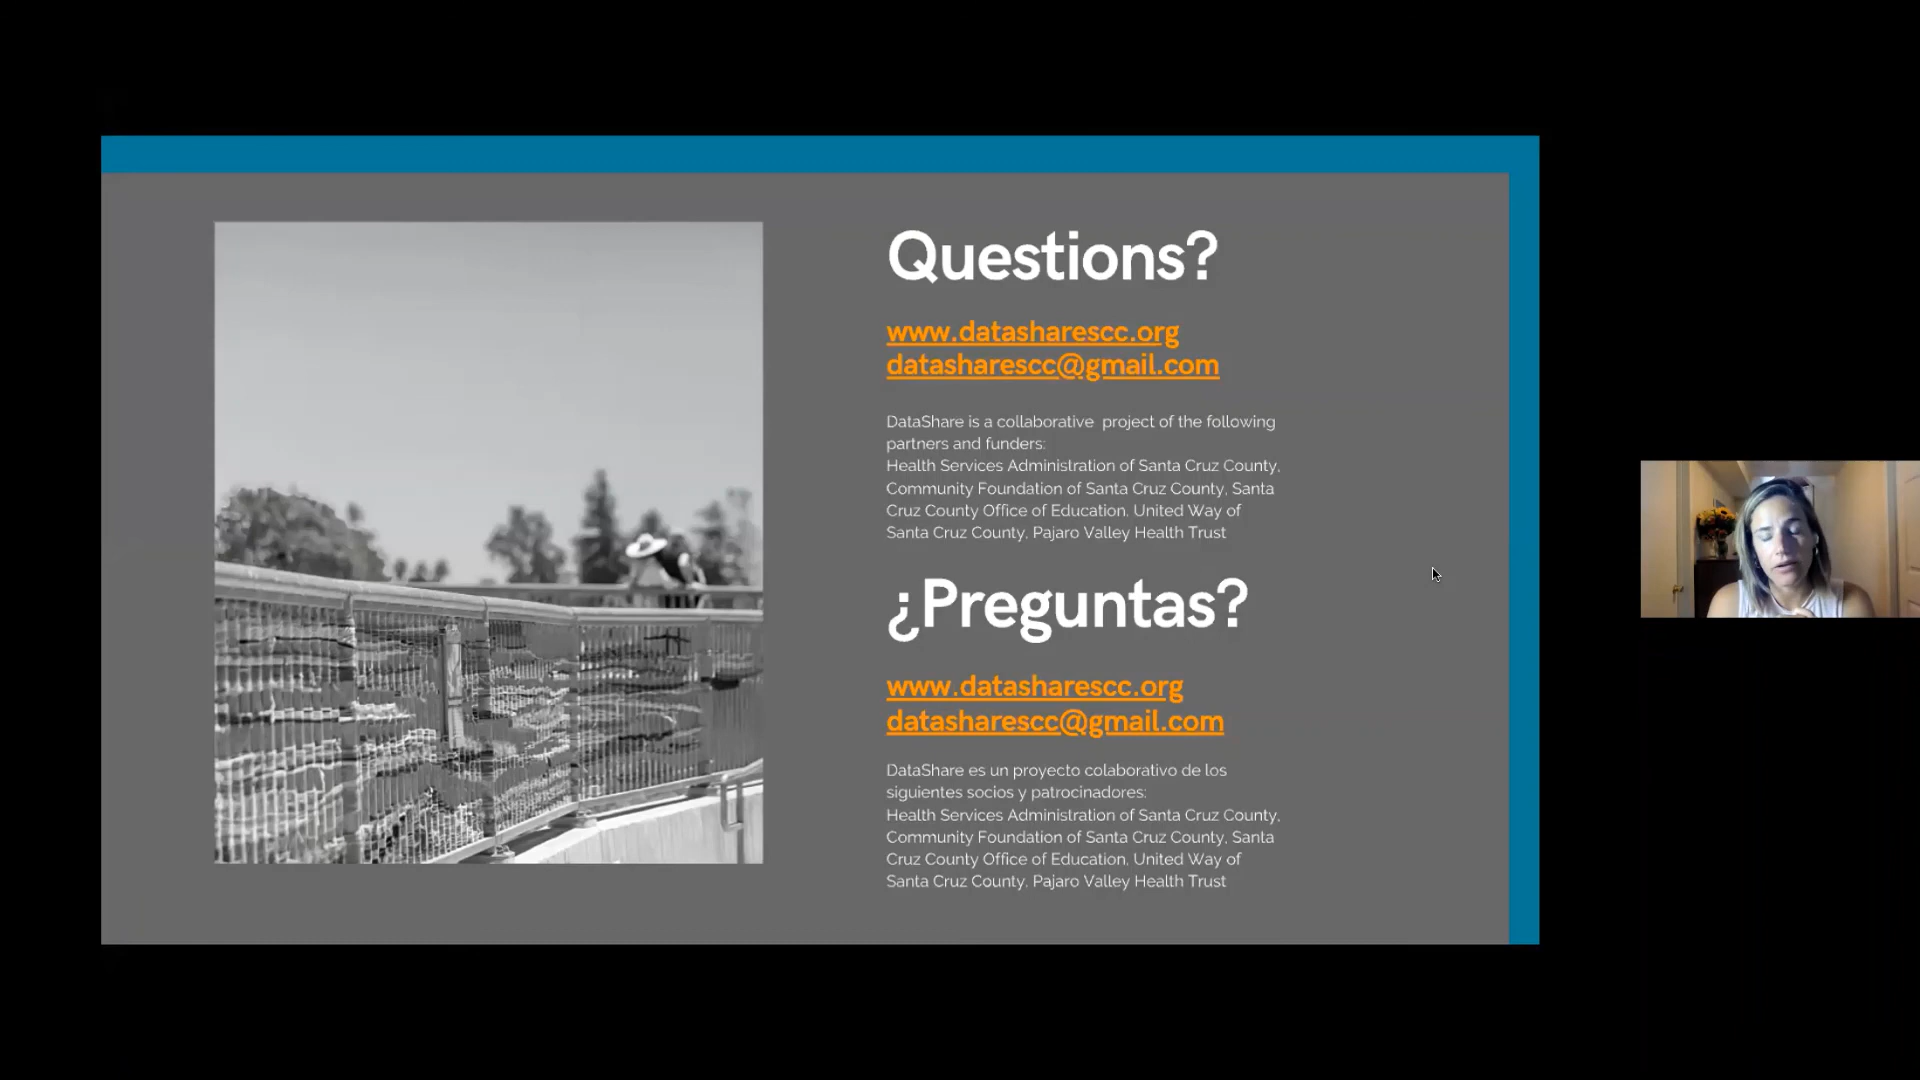 Questions?
www.datasharescc.org
datasharescc@gmail.com
DataShare is a collaborative project of the following
partners and funders:
Health Services Administration of Santa Cruz County,
Community Foundation of Santa Cruz County, Santa
Cruz County Office of Education, United Way of
Santa Cruz County, Pajaro Valley Health Trust
¿Preguntas?
www.datasharescc.org
datasharescc@gmail.com
DataShare es un proyecto colaborativo de los
siguientes socios y patrocinadores:
Health Services Administration of Santa Cruz County,
Community Foundation of Santa Cruz County, Santa
Cruz County Office of Education, United Way of
Santa Cruz County, Pajaro Valley Health Trust